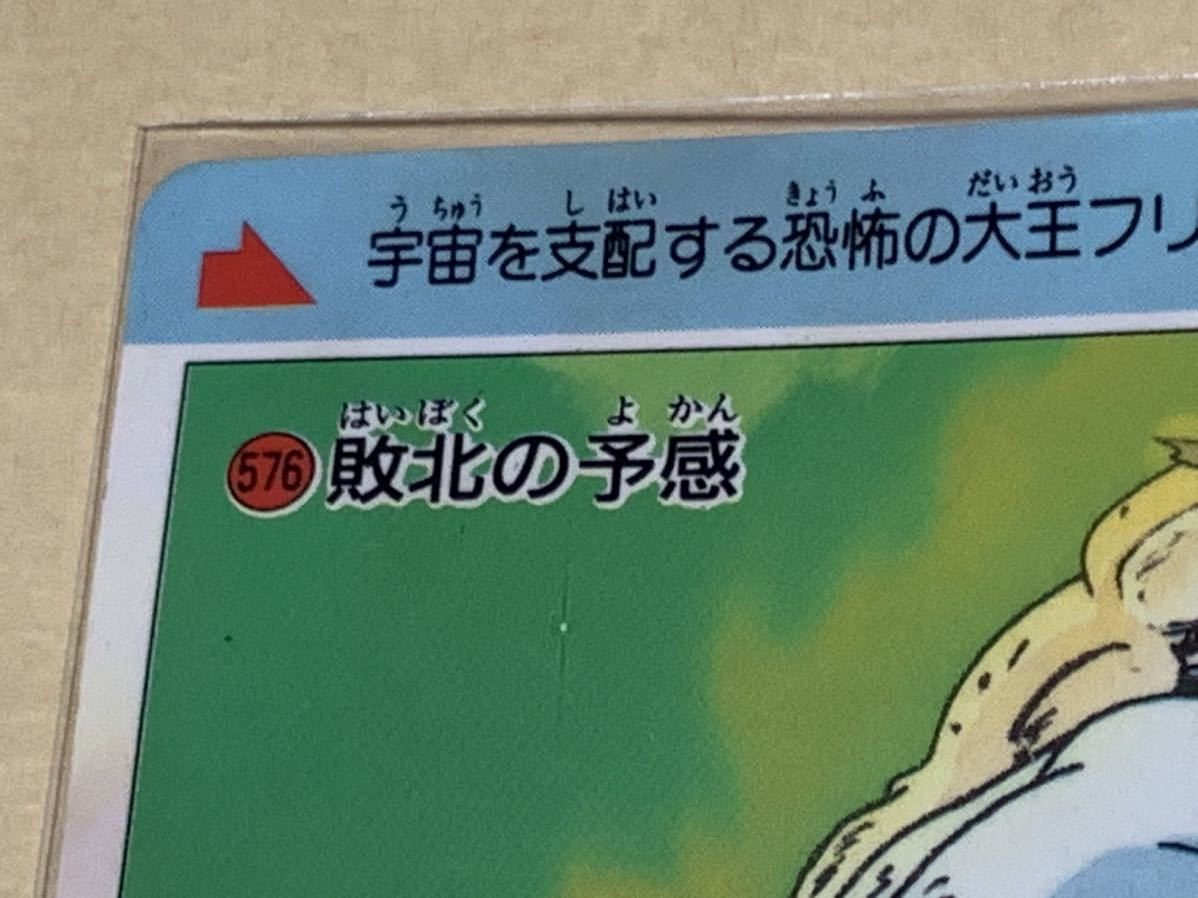 う ちゅう し はい きょう ふ だい おう
宇宙を支配する恐怖の大王フリ
はい ぼく よ かん
576 敗北の予感